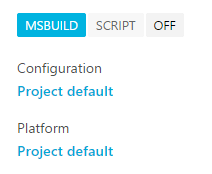 MSBUILD SCRIPT OFF
Configuration
Project default
Platform
Project default